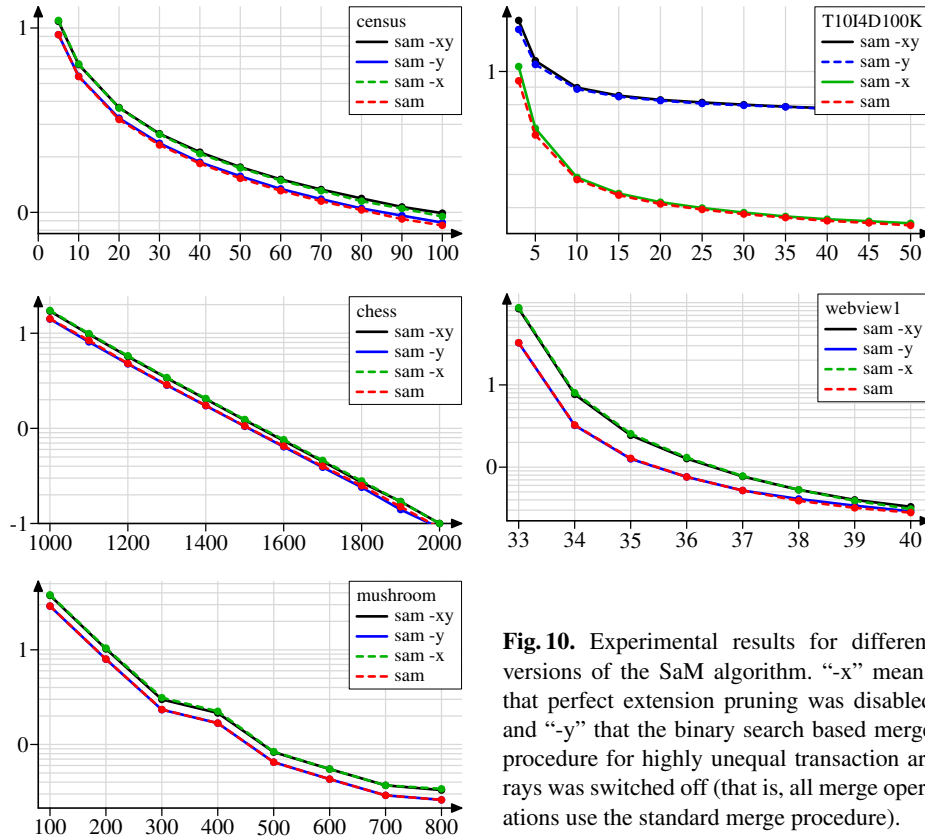 census
sam -xy
sam -y
sam -x
sam
1
0
0 10 20 30 40 50 60 70 80 90 100
T10I4D100K
sam -xy
sam -y
sam -x
sam
1
5 10 15 20 25 30 35 40 45 50
chess
sam -xy
sam -y
sam -x
sam
1
0
-1
1000 1200 1400 1600 1800 2000
webview1
sam -xy
sam -y
sam -x
sam
1
0
33 34 35 36 37 38 39 40
mushroom
sam -xy
sam -y
sam -x
sam
1
0
100 200 300 400 500 600 700 800
Fig. 10. Experimental results for differen
versions of the SaM algorithm. “-x” mean
that perfect extension pruning was disabled
and “-y” that the binary search based merge
procedure for highly unequal transaction ar
rays was switched off (that is, all merge oper
ations use the standard merge procedure).